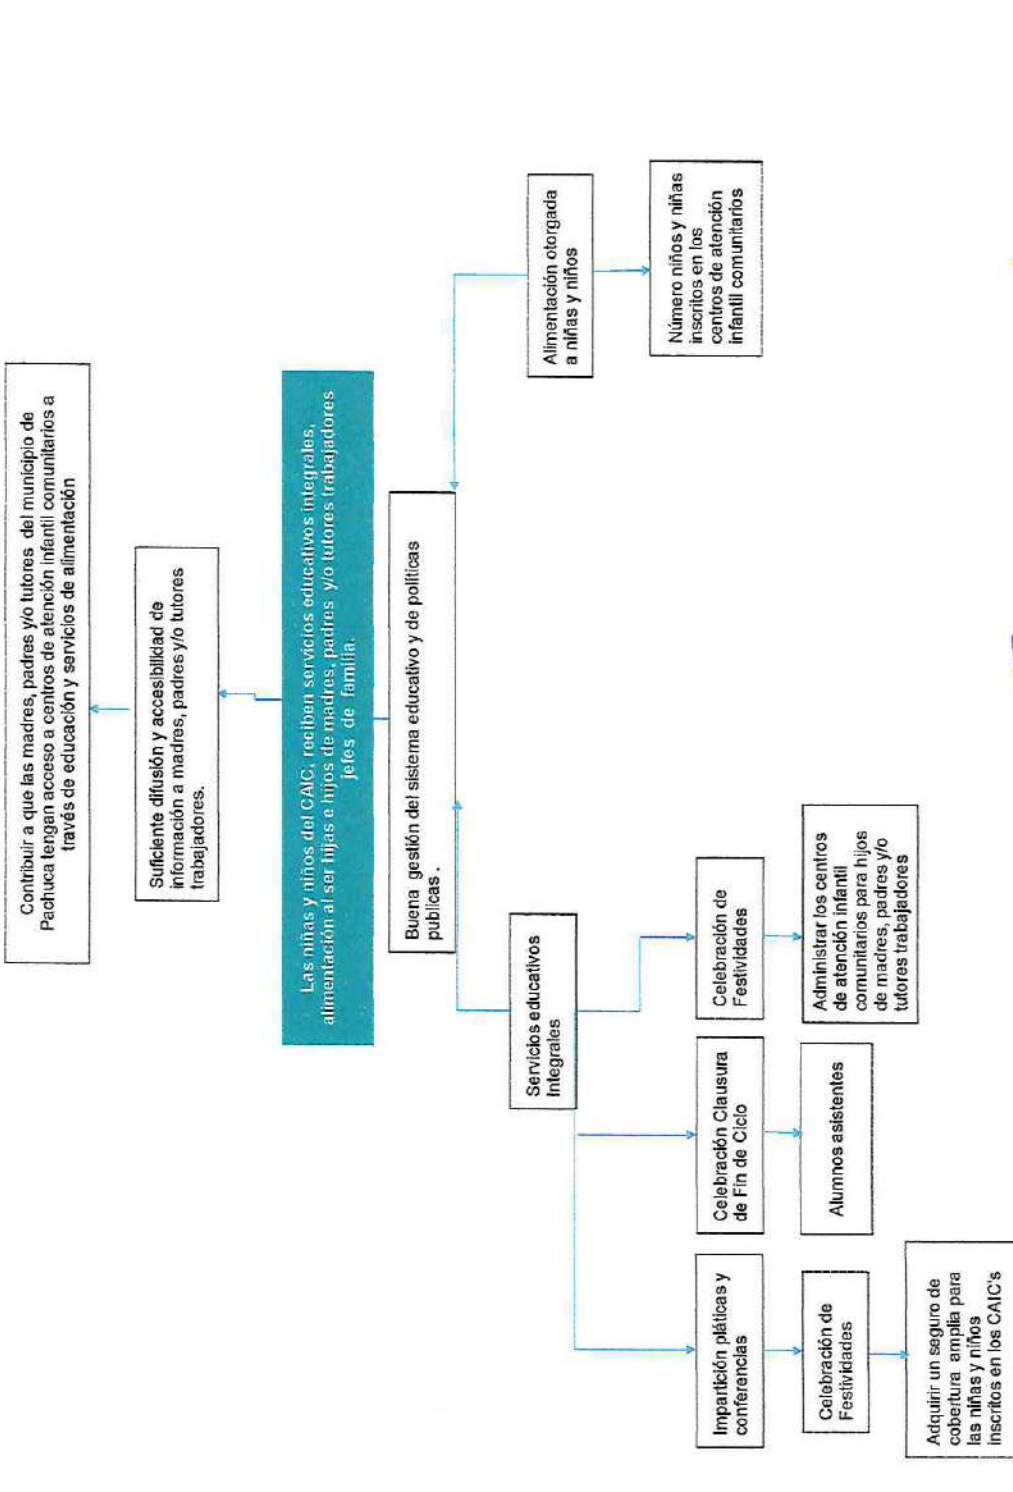 Contribuir a que las madres, padres y/o tutores del municipio de
Pachuca tengan acceso a centros de atención infantil comunitarios a
través de educación y servicios de alimentación
Suficiente difusión y accesibilidad de
información a madres, padres y/o tutores
trabajadores.
Las niñas y niños del CAIC, reciben servicios educativos integrales,
alimentación al ser hijas e hijos de madres, padres y/o tutores trabajadores
jefes de familia.
Buena gestión del sistema educativo y de políticas
publicas .
Servicios educativos
Integrales
Alimentación otorgada
a niñas y niños
Impartición pláticas y
conferencias
Celebración Clausura
de Fin de Ciclo
Celebración de
Festividades
Número niños y niñas
inscritos en los
centros de atención
infantil comunitarios
Celebración de
Festividades
Alumnos asistentes
Administrar los centros
de atención infantil
comunitarios para hijos
de madres, padres y/o
tutores trabajadores
Adquirir un seguro de
cobertura amplia para
las niñas y niños
inscritos en los CAIC's